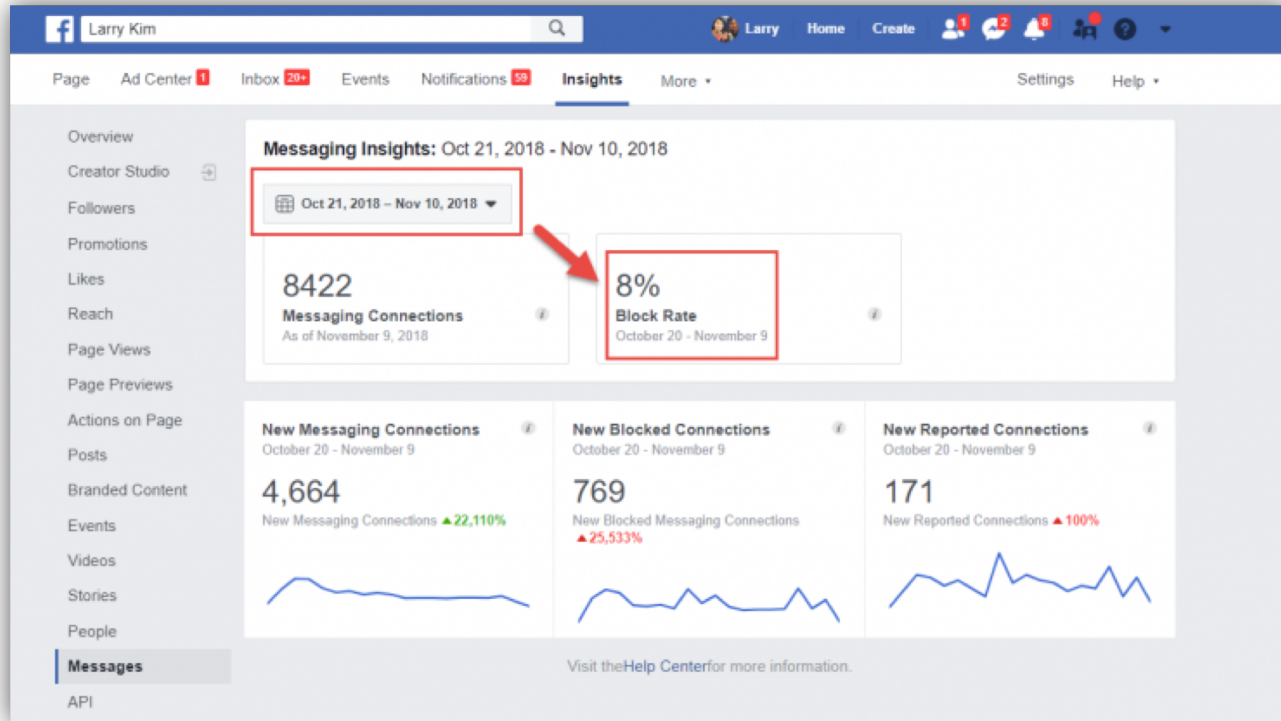 f Larry Kim Larry Home Create 1 2 8 ?
Page Ad Center 1 Inbox 20+ Events Notifications 59 Insights More Settings Help
Overview
Creator Studio
Followers
Promotions
Likes
Reach
Page Views
Page Previews
Actions on Page
Posts
Branded Content
Events
Videos
Stories
People
Messages
API
Messaging Insights: Oct 21, 2018 - Nov 10, 2018
Oct 21, 2018 – Nov 10, 2018
8422
Messaging Connections i
As of November 9, 2018
8%
Block Rate i
October 20 - November 9
New Messaging Connections i
October 20 - November 9
4,664
New Messaging Connections ▲22,110%
New Blocked Connections i
October 20 - November 9
769
New Blocked Messaging Connections
▲25,533%
New Reported Connections i
October 20 - November 9
171
New Reported Connections ▲100%
Visit theHelp Centerfor more information.